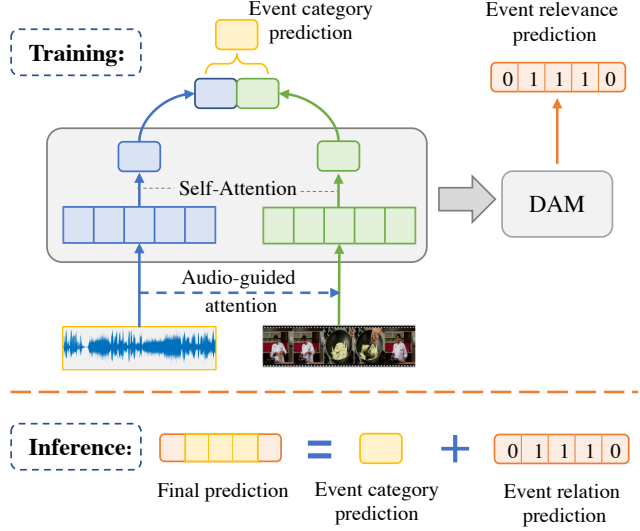 Event category
prediction
Event relevance
prediction
Training:
0 1 1 1 0
Self-Attention
DAM
Audio-guided
attention
Inference:
0 1 1 1 0
Final prediction
Event category
prediction
Event relation
prediction